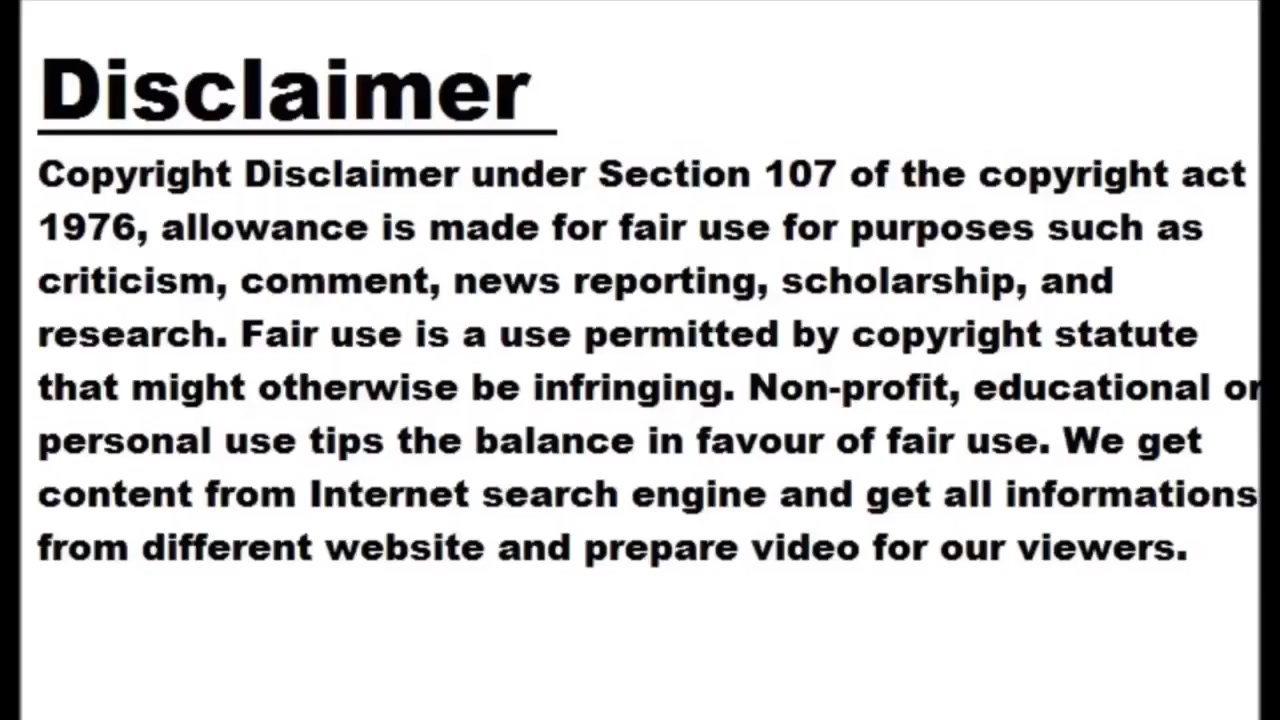 Disclaimer
Copyright Disclaimer under Section 107 of the copyright act
1976, allowance is made for fair use for purposes such as
criticism, comment, news reporting, scholarship, and
research. Fair use is a use permitted by copyright statute
that might otherwise be infringing. Non-profit, educational or
personal use tips the balance in favour of fair use. We get
content from Internet search engine and get all informations
from different website and prepare video for our viewers.